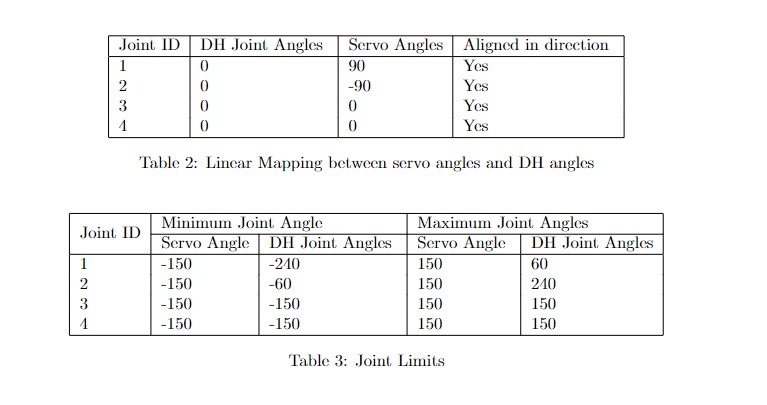 Joint ID DH Joint Angles Servo Angles Aligned in direction
1 0 90 Yes
2 0 -90 Yes
3 0 0 Yes
4 0 0 Yes
Table 2: Linear Mapping between servo angles and DH angles
Joint ID Minimum Joint Angle Maximum Joint Angles
Servo Angle DH Joint Angles Servo Angle DH Joint Angles
1 -150 -240 150 60
2 -150 -60 150 240
3 -150 -150 150 150
4 -150 -150 150 150
Table 3: Joint Limits